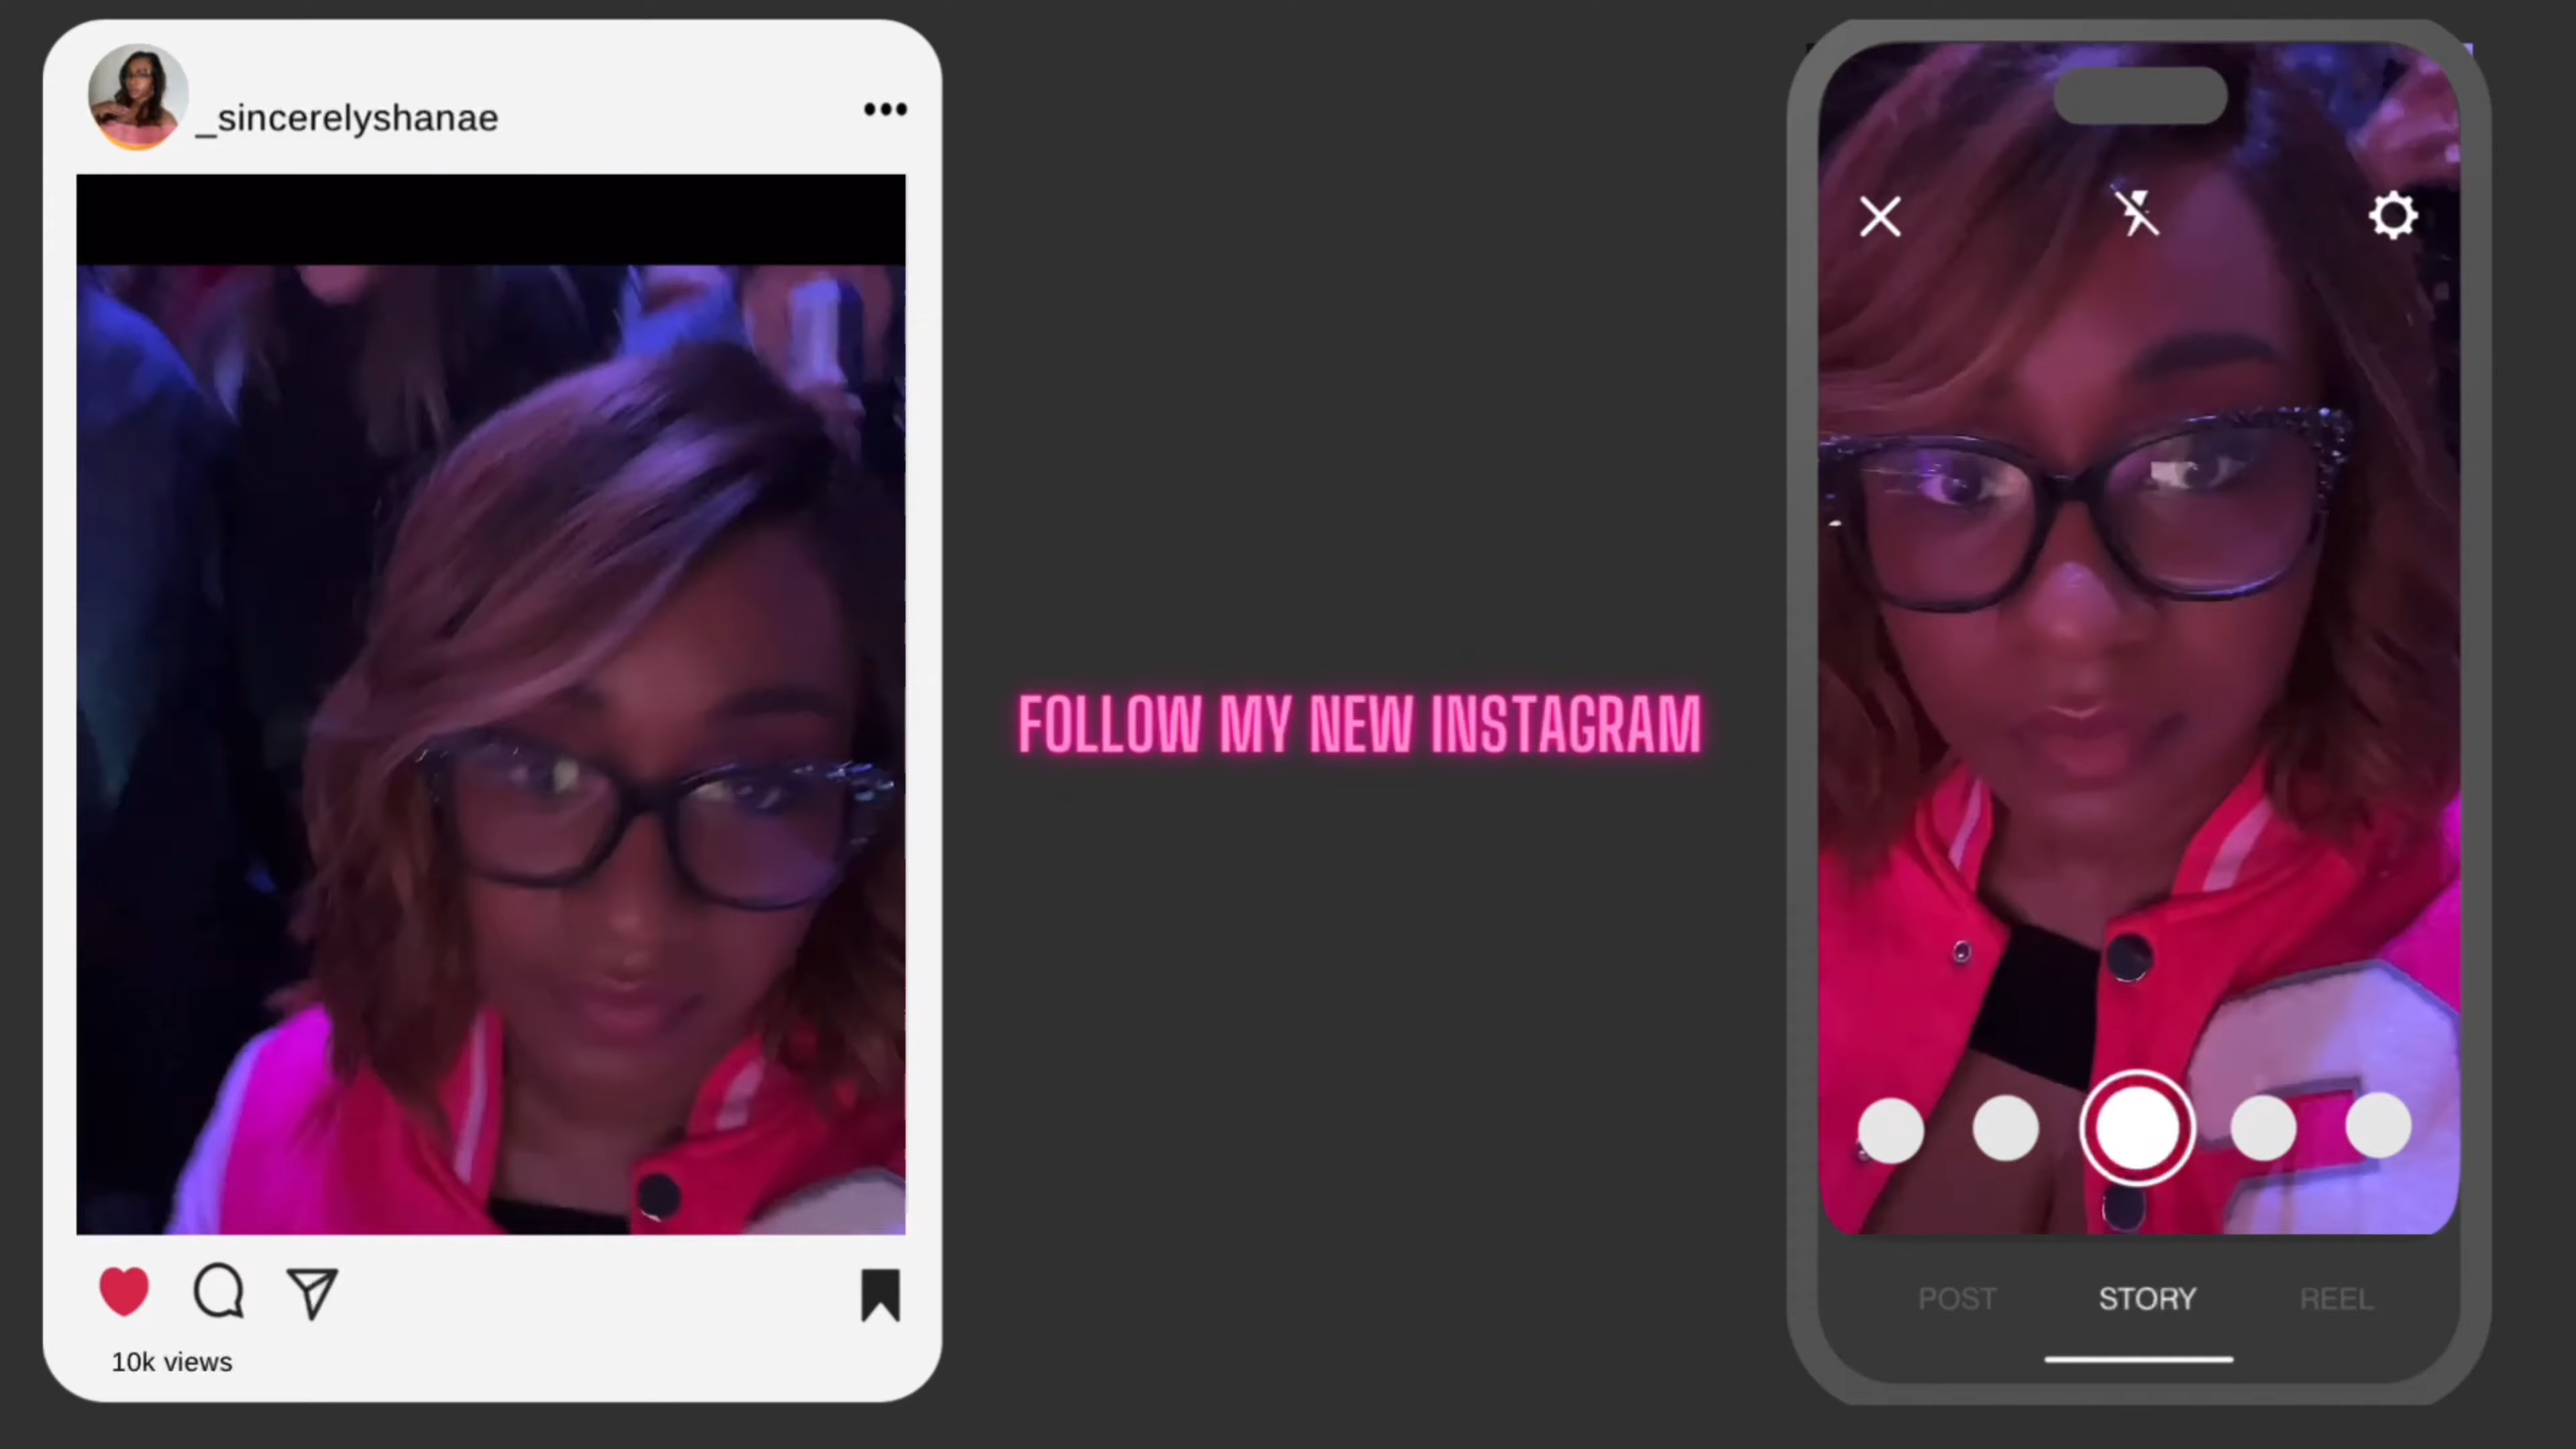 _sincerelyshanae
FOLLOW MY NEW INSTAGRAM
10k views
POST
STORY
REEL